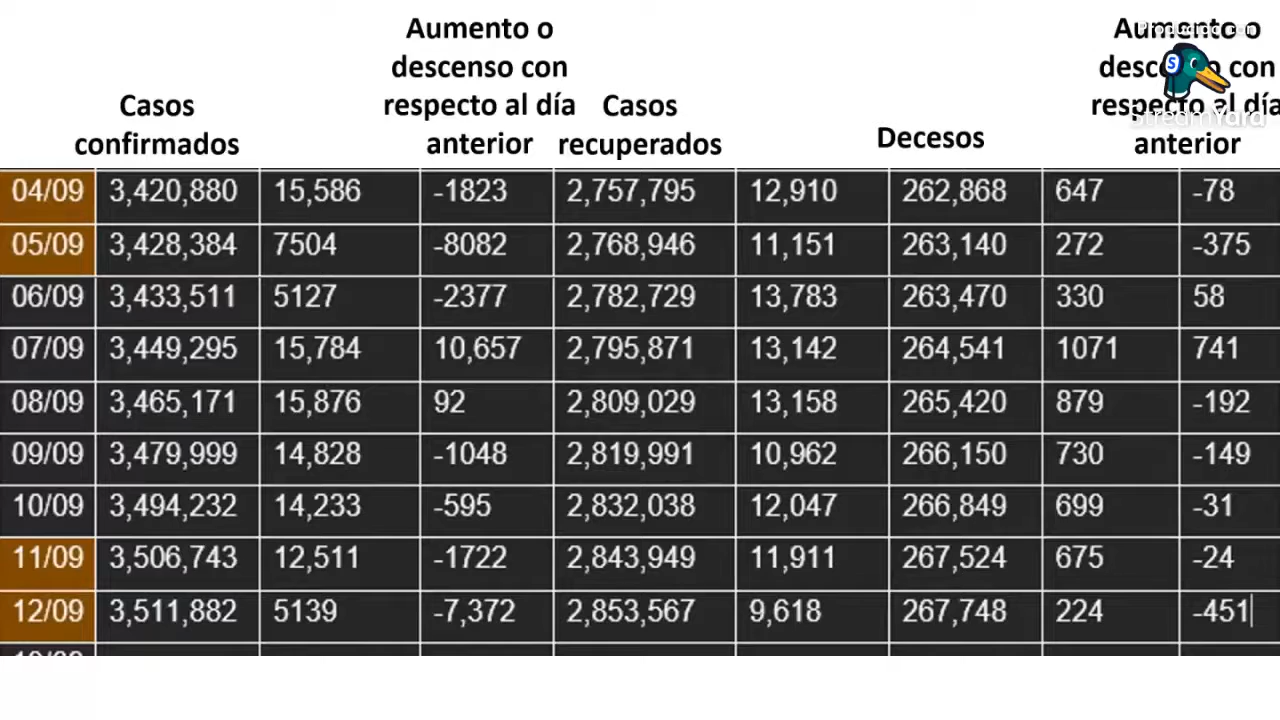 Aumento o
descenso con
respecto al día
anterior
Casos
confirmados
Casos
recuperados
Decesos
Aumento o
descenso con
respecto al día
anterior
StreamYard
04/09 3,420,880 15,586 -1823 2,757,795 12,910 262,868 647 -78
05/09 3,428,384 7504 -8082 2,768,946 11,151 263,140 272 -375
06/09 3,433,511 5127 -2377 2,782,729 13,783 263,470 330 58
07/09 3,449,295 15,784 10,657 2,795,871 13,142 264,541 1071 741
08/09 3,465,171 15,876 92 2,809,029 13,158 265,420 879 -192
09/09 3,479,999 14,828 -1048 2,819,991 10,962 266,150 730 -149
10/09 3,494,232 14,233 -595 2,832,038 12,047 266,849 699 -31
11/09 3,506,743 12,511 -1722 2,843,949 11,911 267,524 675 -24
12/09 3,511,882 5139 -7,372 2,853,567 9,618 267,748 224 -451